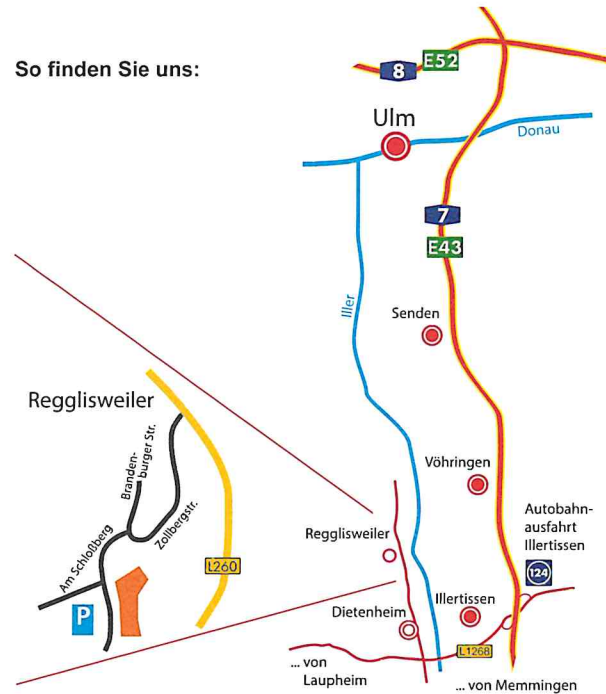 So finden Sie uns:
8
E52
Ulm
Donau
7
E43
Iller
Senden
Regglisweiler
Branden-
burger Str.
Zollbergstr.
Am Schloßberg
L260
P
Vöhringen
Autobahn-
ausfahrt
Illertissen
124
Regglisweiler
Dietenheim
Illertissen
L1268
... von
Laupheim
... von Memmingen